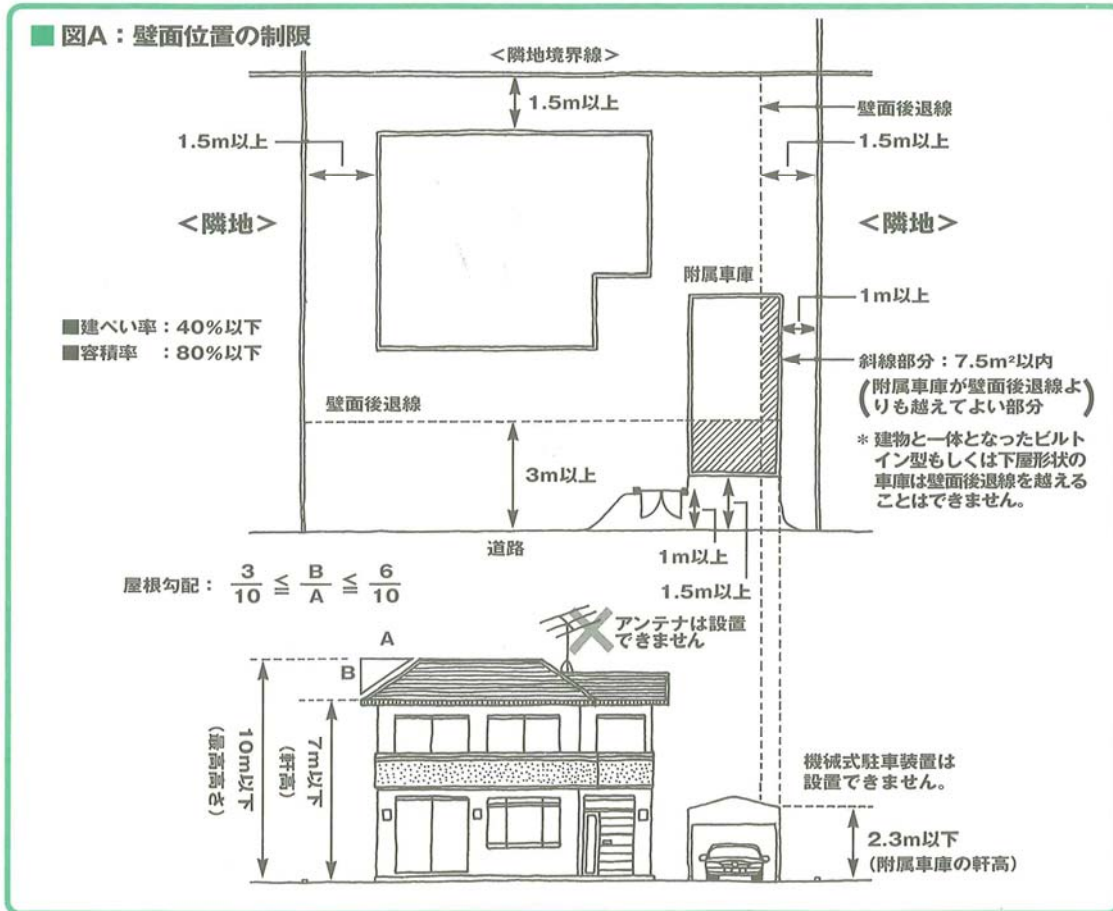 ■ 図A：壁面位置の制限
＜隣地境界線＞
1.5m以上
壁面後退線
1.5m以上
1.5m以上
＜隣地＞
＜隣地＞
附属車庫
1m以上
■建ぺい率：40%以下
■容積率　：80%以下
斜線部分：7.5m²以内
(附属車庫が壁面後退線よ
りも越えてよい部分)
壁面後退線
＊ 建物と一体となったビルト
イン型もしくは下屋形状の
車庫は壁面後退線を越える
ことはできません。
3m以上
道路
1m以上
1.5m以上
屋根勾配： 3/10 ≦ B/A ≦ 6/10
アンテナは設置
できません
A
B
10m以下
(最高高さ)
7m以下
(軒高)
機械式駐車装置は
設置できません。
2.3m以下
(附属車庫の軒高)